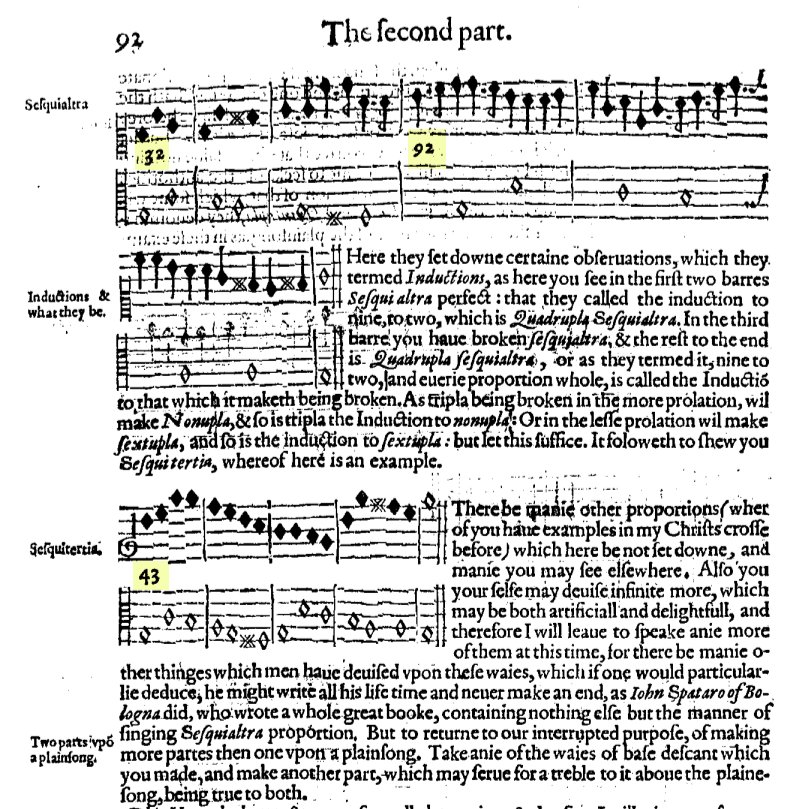 92
The ſecond part.
Seſquialtra
32
92
Inductions &
what they be.
Here they ſet downe certaine obſeruations, which they
termed Inductions, as here you ſee in the firſt two barres
Seſqui altra perfect : that they called the induction to
nine, to two, which is Quadrupla Seſquialtra. In the third
barre you haue broken ſeſquialtra, & the reſt to the end
is Quadrupla ſeſquialtra, or as they termed it, nine to
two, and euerie proportion whole, is called the Inductiō
to that which it maketh being broken. As tripla being broken in the more prolation, wil
make Nonupla, & ſo is tripla the Induction to nonupla: Or in the leſſe prolation wil make
ſextupla, and ſo is the induction to ſextupla : but let this ſuffice. It foloweth to ſhew you
Seſquitertia, whereof here is an example.
Seſquitertia.
43
There be manie other proportions (wher
of you haue examples in my Chriſts croſſe
before) which here be not ſet downe, and
manie you may ſee elſewhere. Alſo you
your ſelfe may deuiſe infinite more, which
may be both artificiall and delightfull, and
therefore I will leaue to ſpeake anie more
of them at this time, for there be manie o-
ther thinges which men haue deuiſed vpon theſe waies, which if one would particular-
lie deduce, he might write all his life time and neuer make an end, as Iohn Spataro of Bo-
logna did, who wrote a whole great booke, containing nothing elſe but the manner of
ſinging Seſquialtra proportion. But to returne to our interrupted purpoſe, of making
more partes then one vpon a plainſong. Take anie of the waies of baſe deſcant which
you made, and make another part, which may ſerue for a treble to it aboue the plaine-
ſong, being true to both.
Two parts vpō
a plainſong.